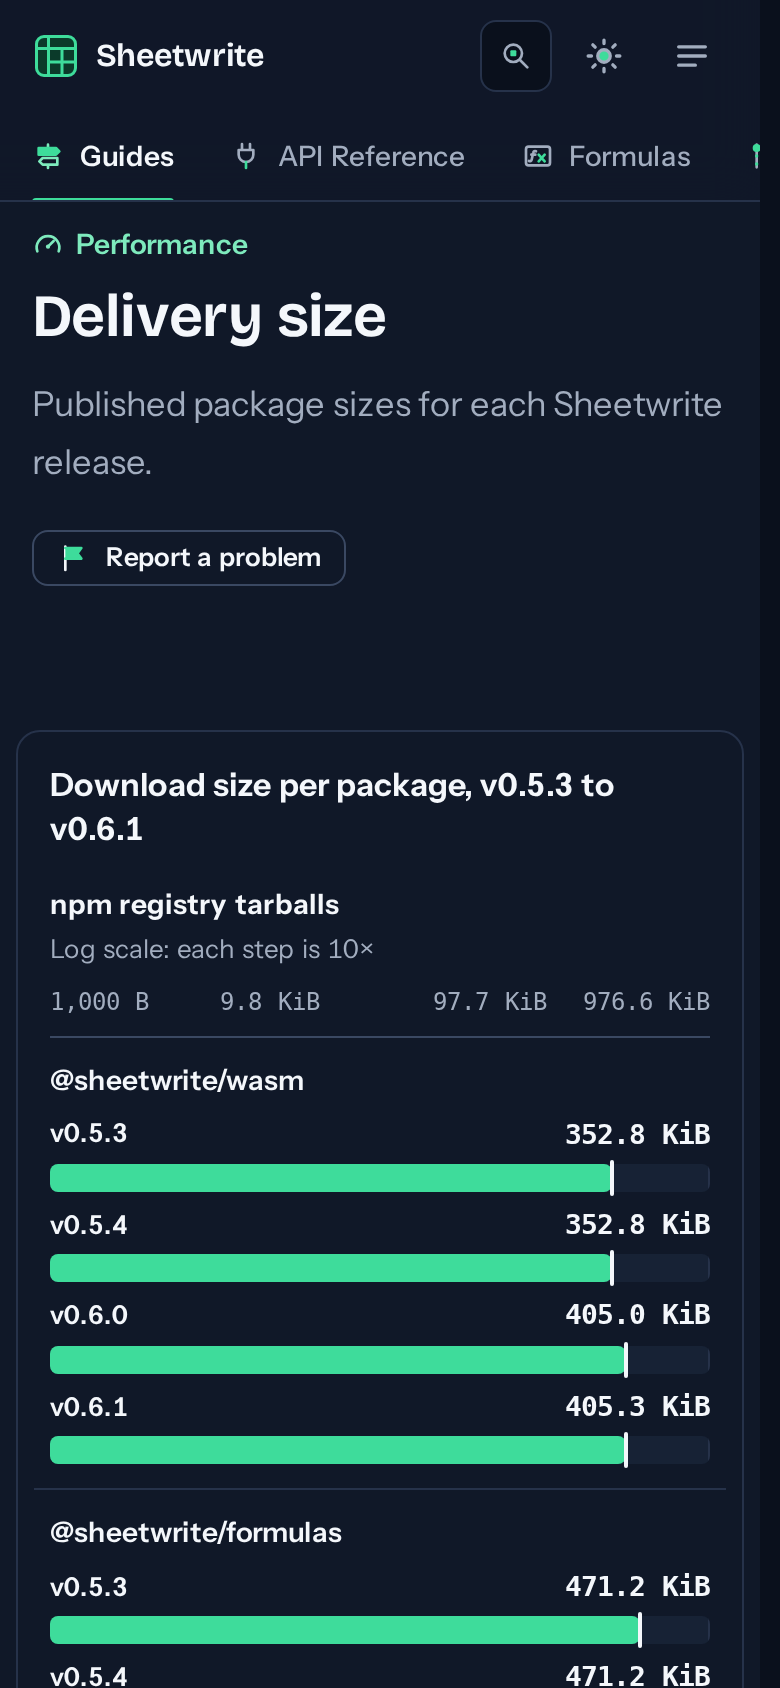 Sheetwrite
Guides
API Reference
Formulas
Performance
Delivery size
Published package sizes for each Sheetwrite
release.
Report a problem
Download size per package, v0.5.3 to
v0.6.1
npm registry tarballs
Log scale: each step is 10×
1,000 B 9.8 KiB 97.7 KiB 976.6 KiB
@sheetwrite/wasm
v0.5.3 352.8 KiB
v0.5.4 352.8 KiB
v0.6.0 405.0 KiB
v0.6.1 405.3 KiB
@sheetwrite/formulas
v0.5.3 471.2 KiB
v0.5.4 471.2 KiB